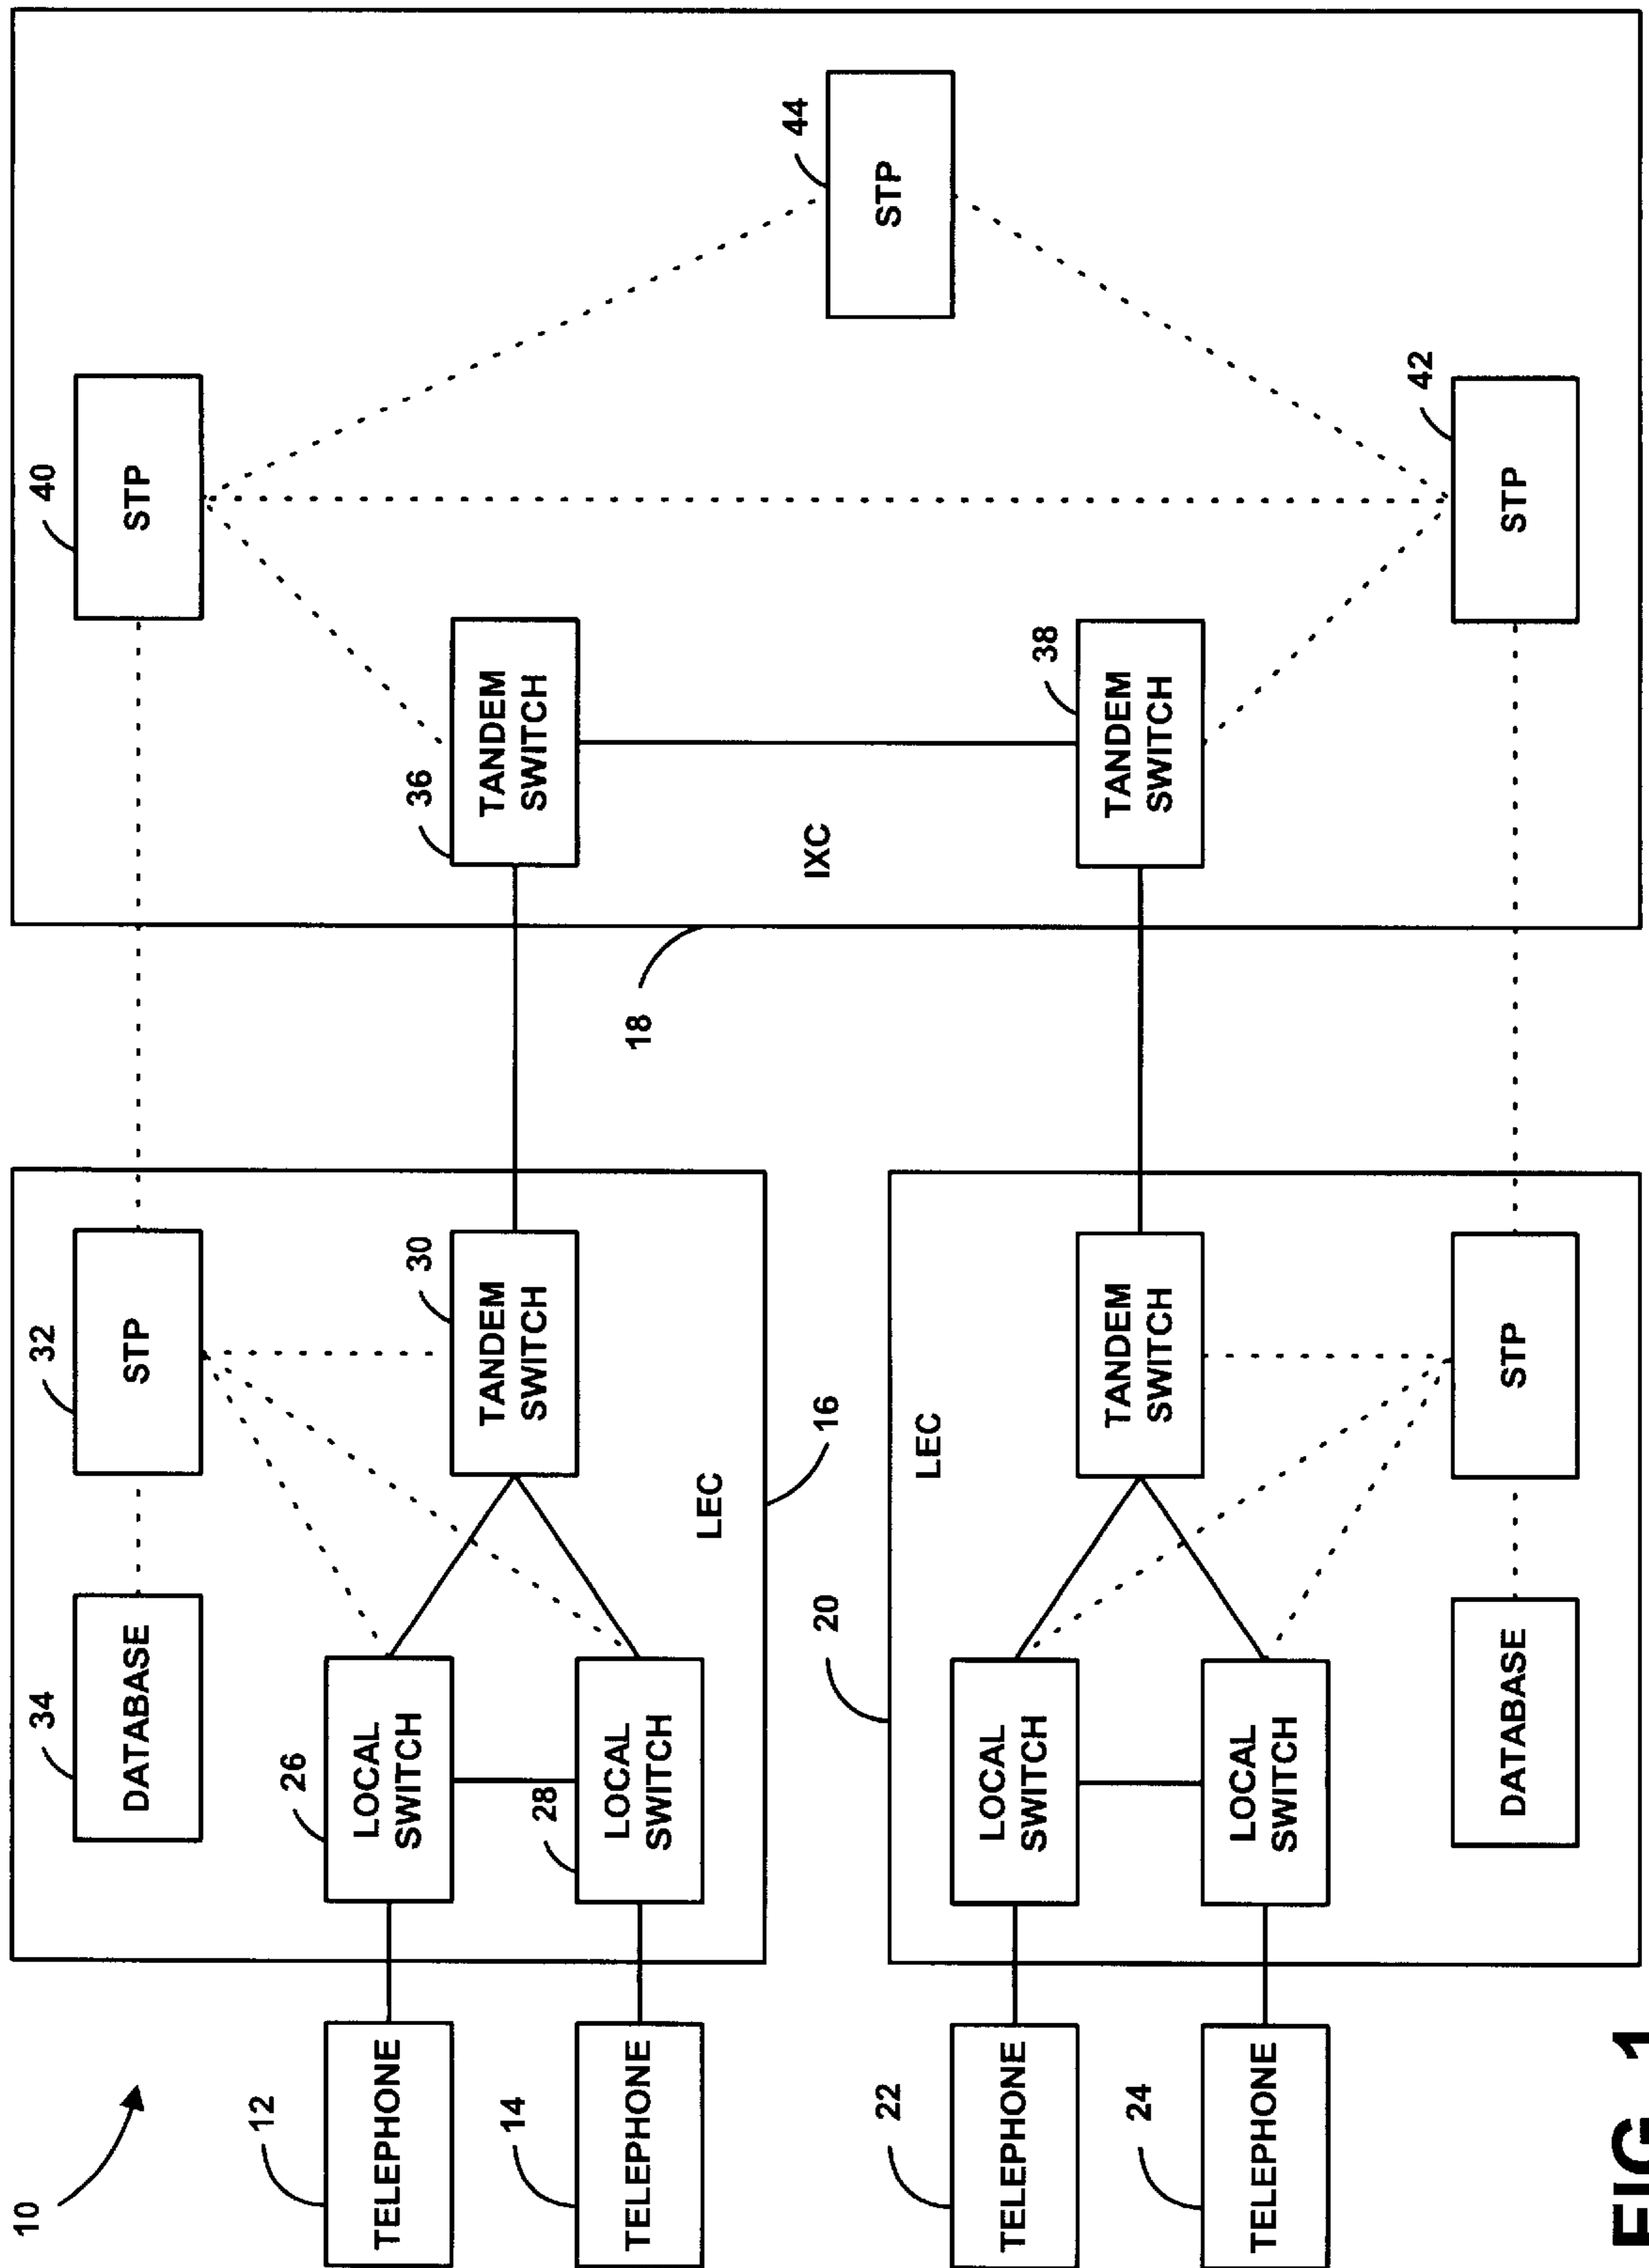 10
34
32
40
DATABASE
STP
STP
12
26
TELEPHONE
LOCAL
SWITCH
30
36
TANDEM
SWITCH
TANDEM
SWITCH
14
28
TELEPHONE
LOCAL
SWITCH
18
LEC
16
44
IXC
STP
20
22
LEC
TELEPHONE
LOCAL
SWITCH
38
TANDEM
SWITCH
TANDEM
SWITCH
24
TELEPHONE
LOCAL
SWITCH
42
DATABASE
STP
STP
FIG. 1